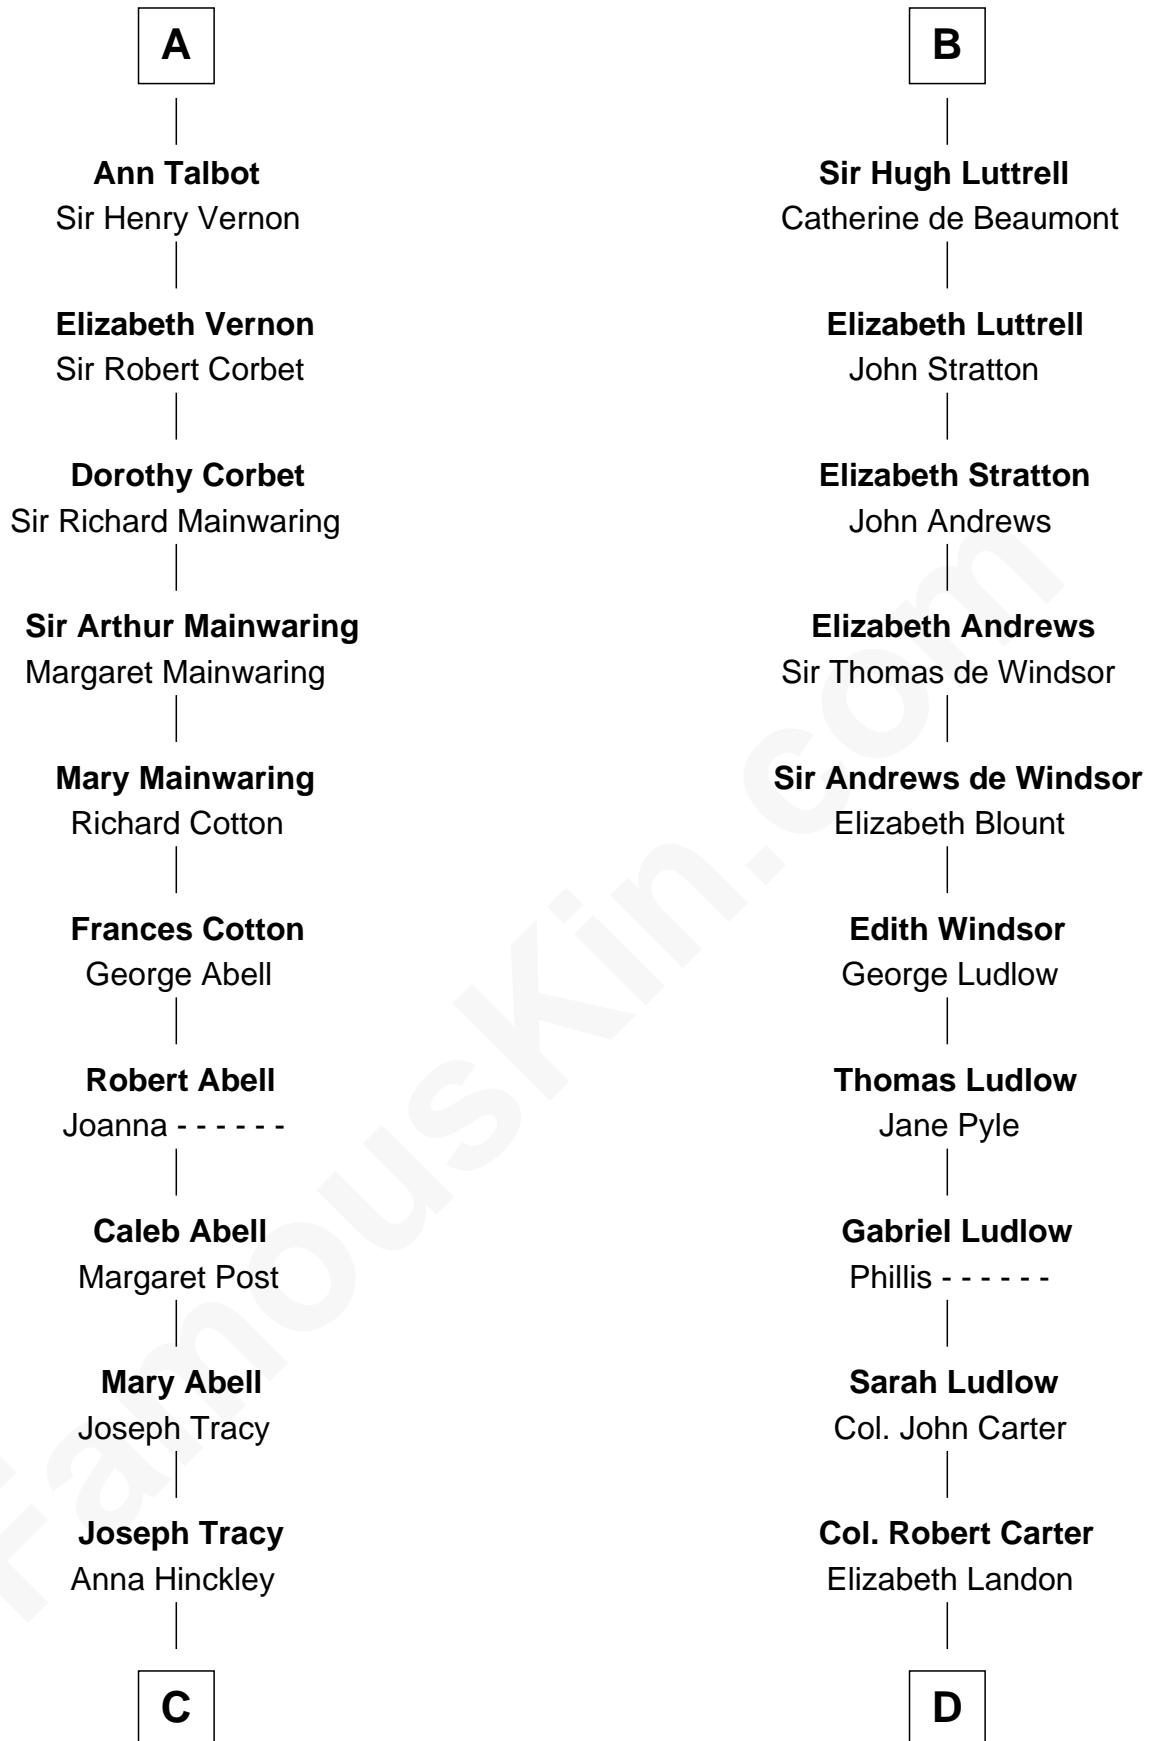 A
Ann Talbot
Sir Henry Vernon
Elizabeth Vernon
Sir Robert Corbet
Dorothy Corbet
Sir Richard Mainwaring
Sir Arthur Mainwaring
Margaret Mainwaring
Mary Mainwaring
Richard Cotton
Frances Cotton
George Abell
Robert Abell
Joanna - - - - - -
Caleb Abell
Margaret Post
Mary Abell
Joseph Tracy
Joseph Tracy
Anna Hinckley
C
B
Sir Hugh Luttrell
Catherine de Beaumont
Elizabeth Luttrell
John Stratton
Elizabeth Stratton
John Andrews
Elizabeth Andrews
Sir Thomas de Windsor
Sir Andrews de Windsor
Elizabeth Blount
Edith Windsor
George Ludlow
Thomas Ludlow
Jane Pyle
Gabriel Ludlow
Phillis - - - - - -
Sarah Ludlow
Col. John Carter
Col. Robert Carter
Elizabeth Landon
D
FamousKin.com